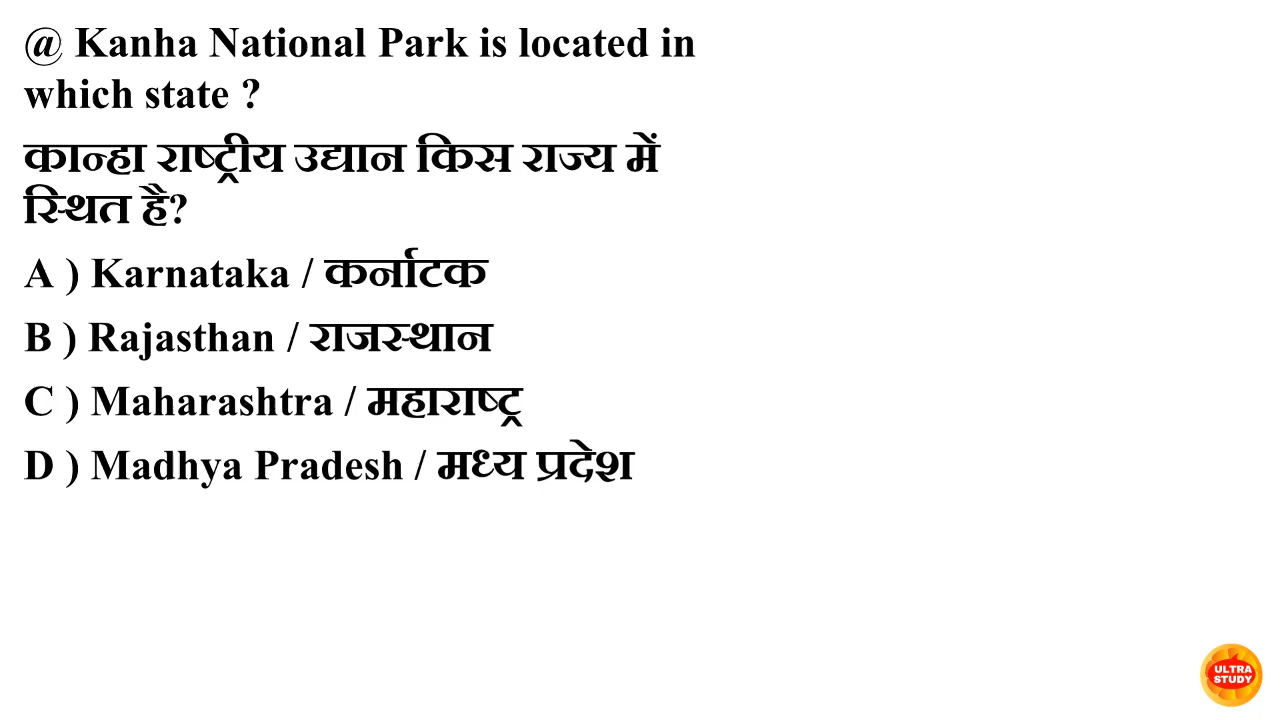 @ Kanha National Park is located in
which state ?
कान्हा राष्ट्रीय उद्यान किस राज्य में
स्थित है?
A ) Karnataka / कर्नाटक
B ) Rajasthan / राजस्थान
C ) Maharashtra / महाराष्ट्र
D ) Madhya Pradesh / मध्य प्रदेश
ULTRA
STUDY